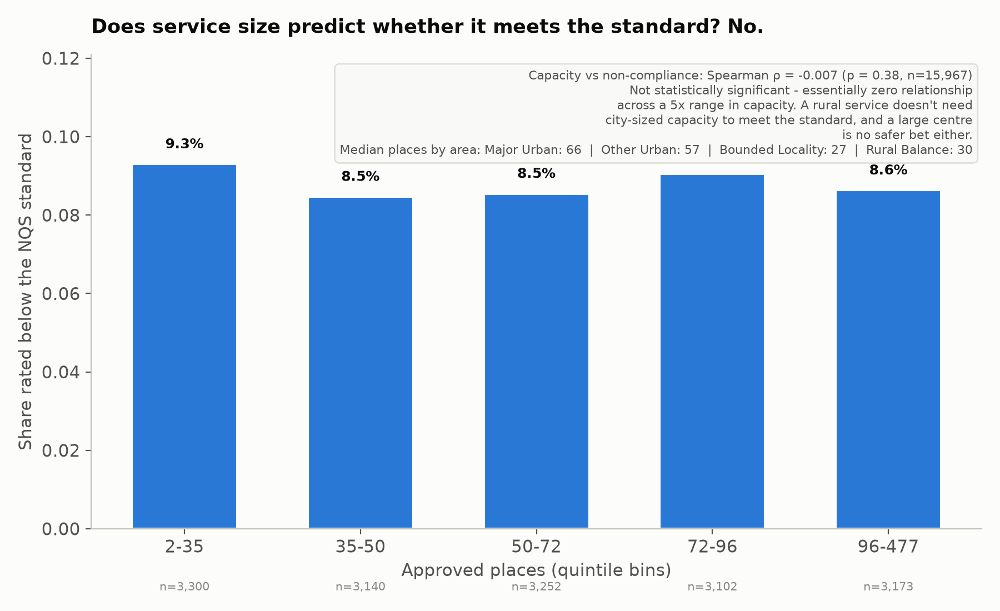 Does service size predict whether it meets the standard? No.
Capacity vs non-compliance: Spearman ρ = -0.007 (p = 0.38, n=15,967)
Not statistically significant - essentially zero relationship
across a 5x range in capacity. A rural service doesn't need
city-sized capacity to meet the standard, and a large centre
is no safer bet either.
Median places by area: Major Urban: 66 | Other Urban: 57 | Bounded Locality: 27 | Rural Balance: 30
Share rated below the NQS standard
0.12
0.10
0.08
0.06
0.04
0.02
0.00
9.3%
8.5%
8.5%
8.6%
2-35
35-50
50-72
72-96
96-477
Approved places (quintile bins)
n=3,300
n=3,140
n=3,252
n=3,102
n=3,173